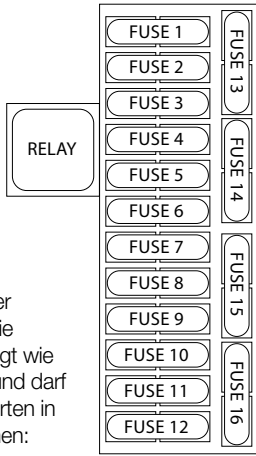 FUSE 1
FUSE 2
FUSE 3
FUSE 4
FUSE 5
FUSE 6
FUSE 7
FUSE 8
FUSE 9
FUSE 10
FUSE 11
FUSE 12
FUSE 13
FUSE 14
FUSE 15
FUSE 16
RELAY
er
ie
gt wie
und darf
rten in
nen: